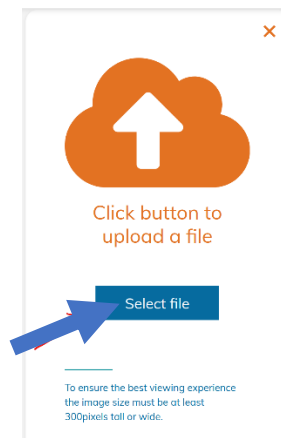 Click button to
upload a file
Select file
To ensure the best viewing experience
the image size must be at least
300pixels tall or wide.